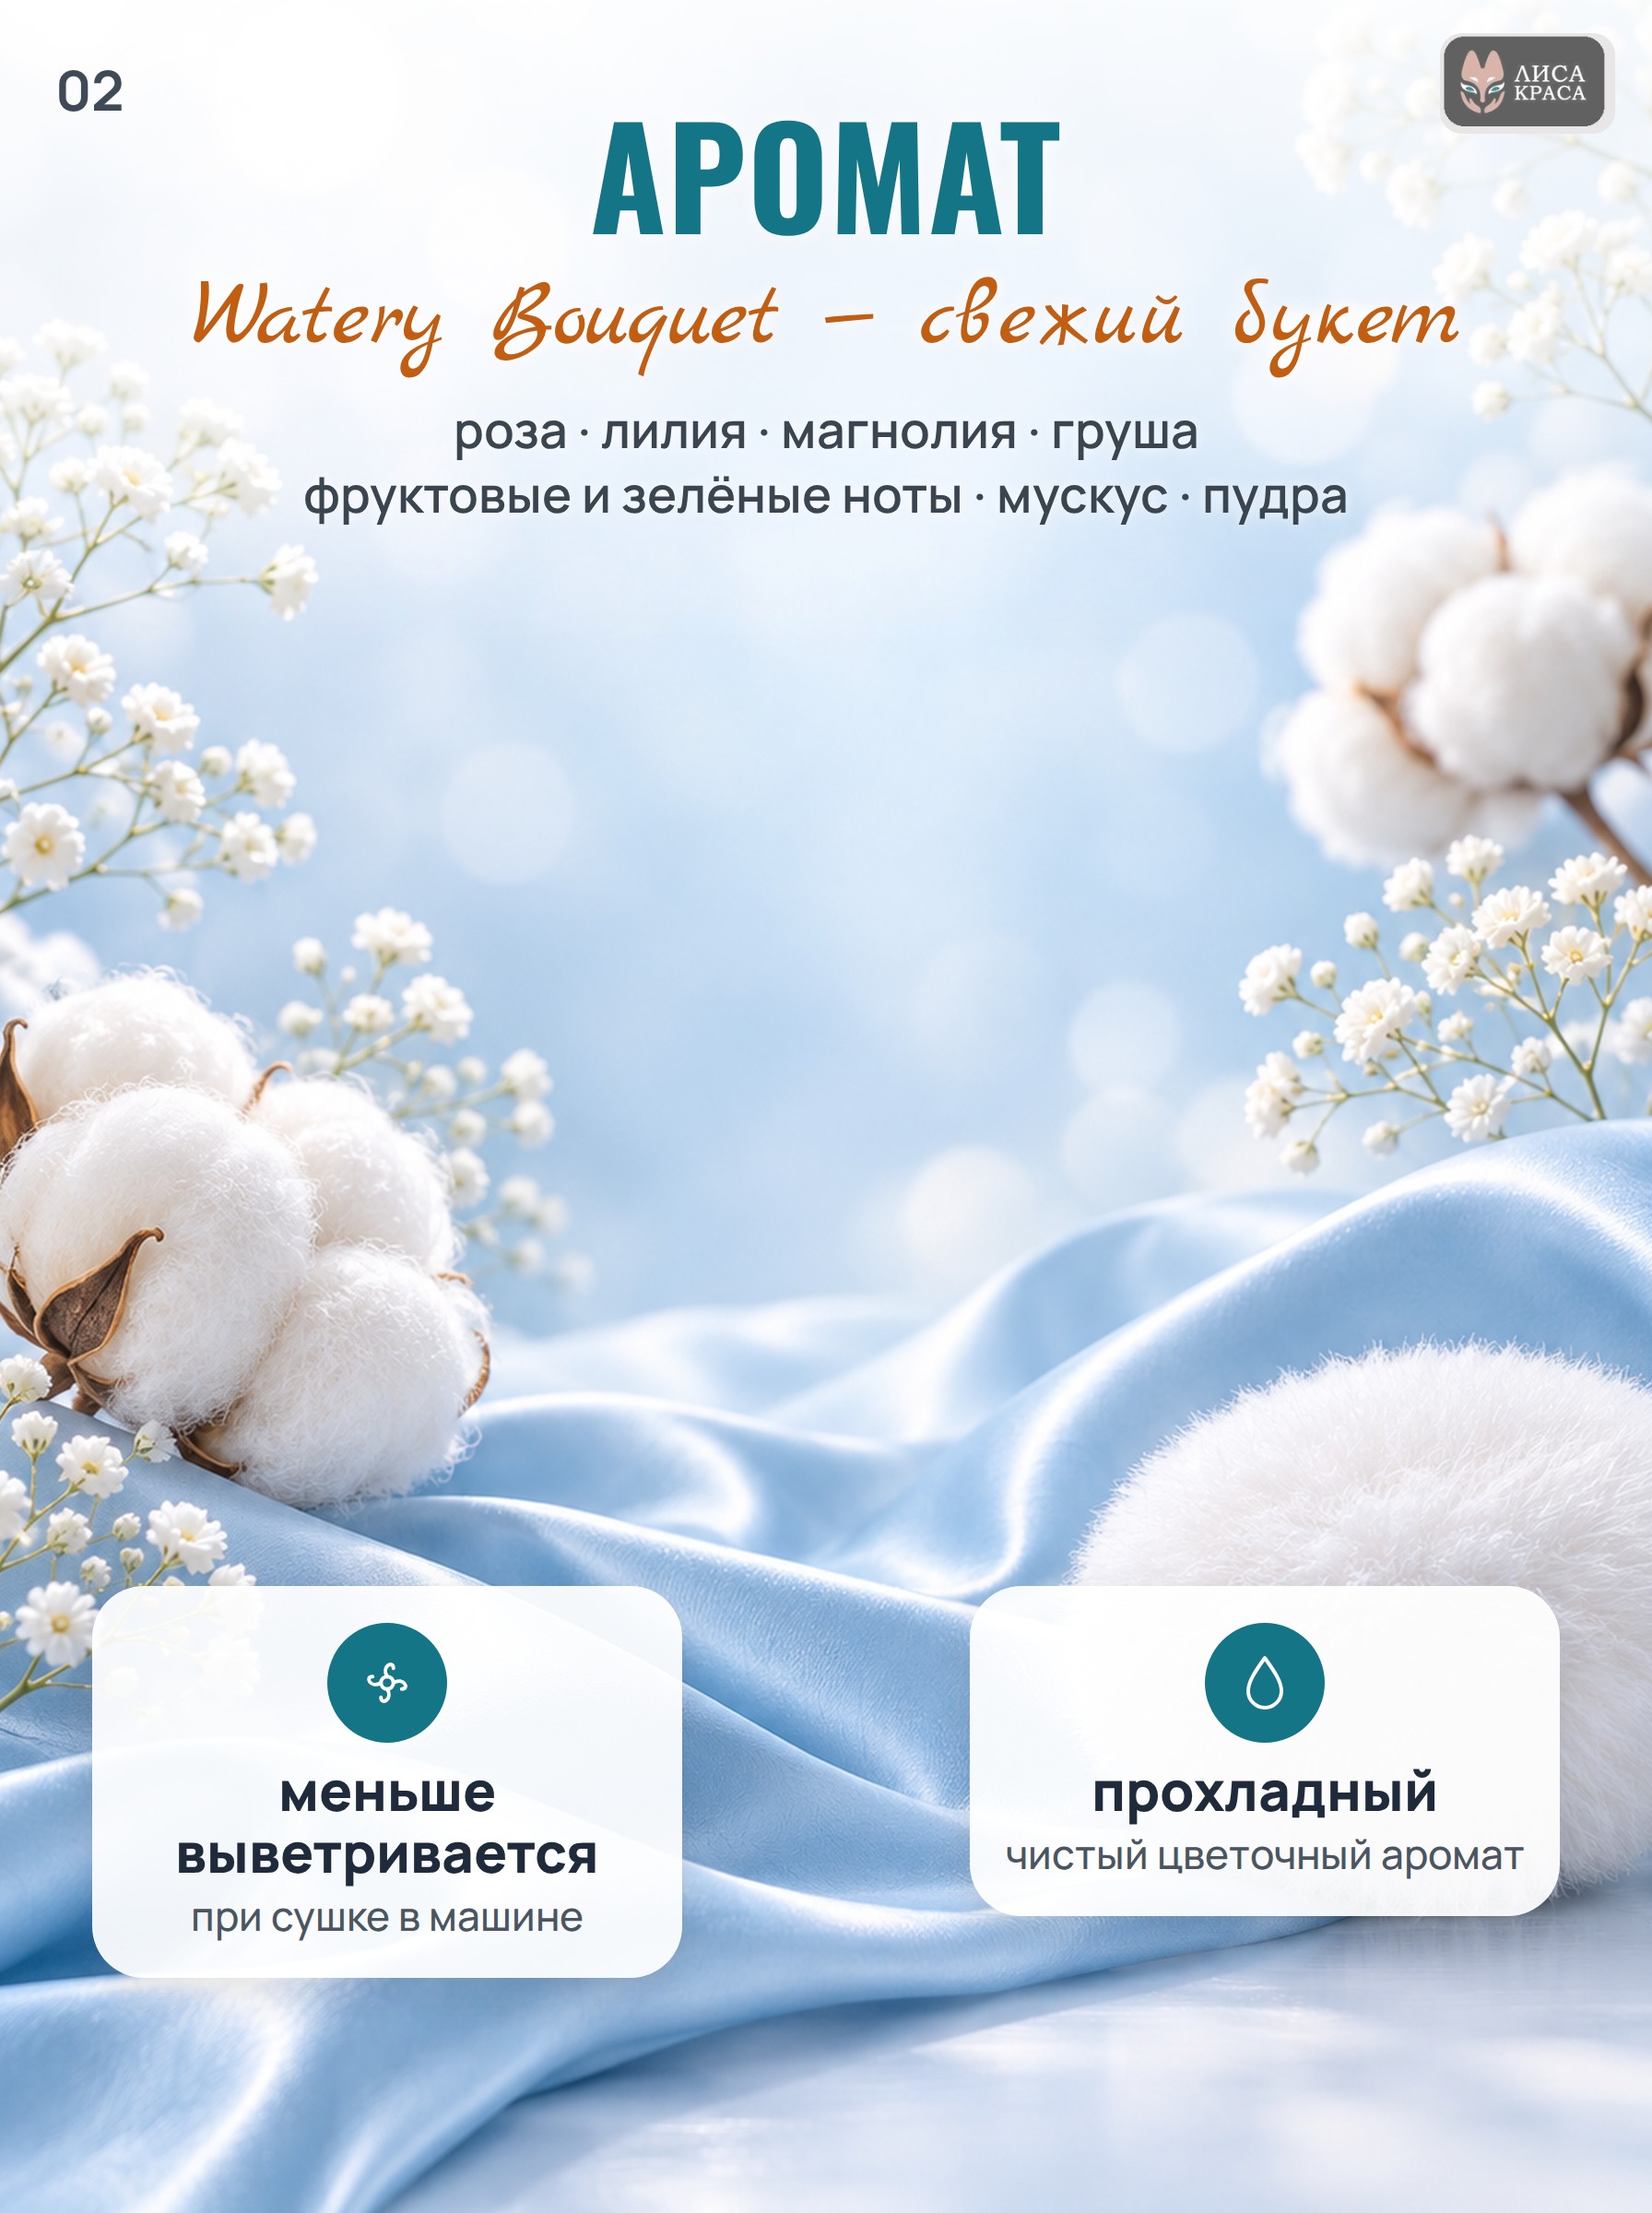 02
ЛИСА
КРАСА
АРОМАТ
Watery Bouquet – свежий букет
роза · лилия · магнолия · груша
фруктовые и зелёные ноты · мускус · пудра
меньше
выветривается
при сушке в машине
прохладный
чистый цветочный аромат